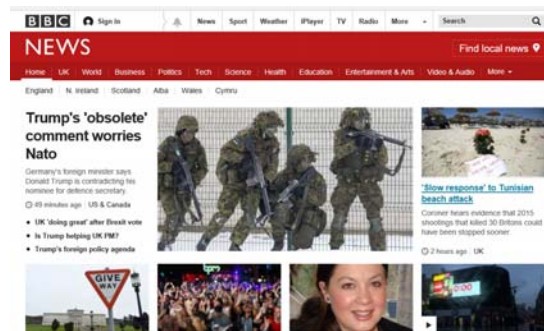 BBC Sign in News Sport Weather iPlayer TV Radio More Search
NEWS
Find local news
Home UK World Business Politics Tech Science Health Education Entertainment & Arts Video & Audio More
England N. Ireland Scotland Alba Wales Cymru
Trump's 'obsolete'
comment worries
Nato
Germany's foreign minister says
Donald Trump is contradicting his
nominee for defence secretary.
49 minutes ago US & Canada
UK 'doing great' after Brexit vote
Is Trump helping UK PM?
Trump's foreign policy agenda
'Slow response' to Tunisian
beach attack
Coroner hears evidence that 2015
shootings that killed 30 Britons could
have been stopped sooner
2 hours ago UK
GIVE
WAY